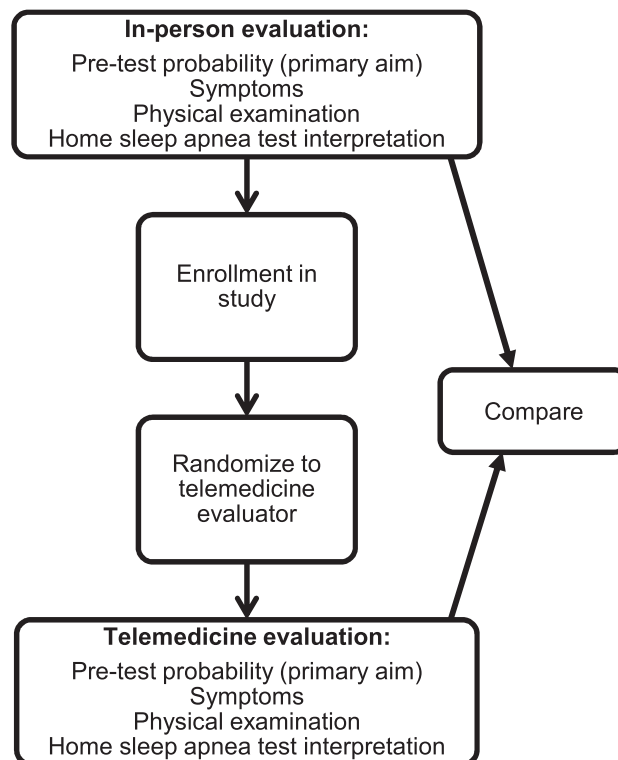 In-person evaluation:
Pre-test probability (primary aim)
Symptoms
Physical examination
Home sleep apnea test interpretation
Enrollment in
study
Compare
Randomize to
telemedicine
evaluator
Telemedicine evaluation:
Pre-test probability (primary aim)
Symptoms
Physical examination
Home sleep apnea test interpretation